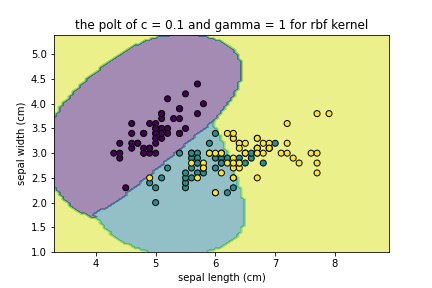 the polt of c = 0.1 and gamma = 1 for rbf kernel
5.0
4.5
4.0
3.5
3.0
2.5
2.0
1.5
1.0
sepal width (cm)
4 5 6 7 8
sepal length (cm)